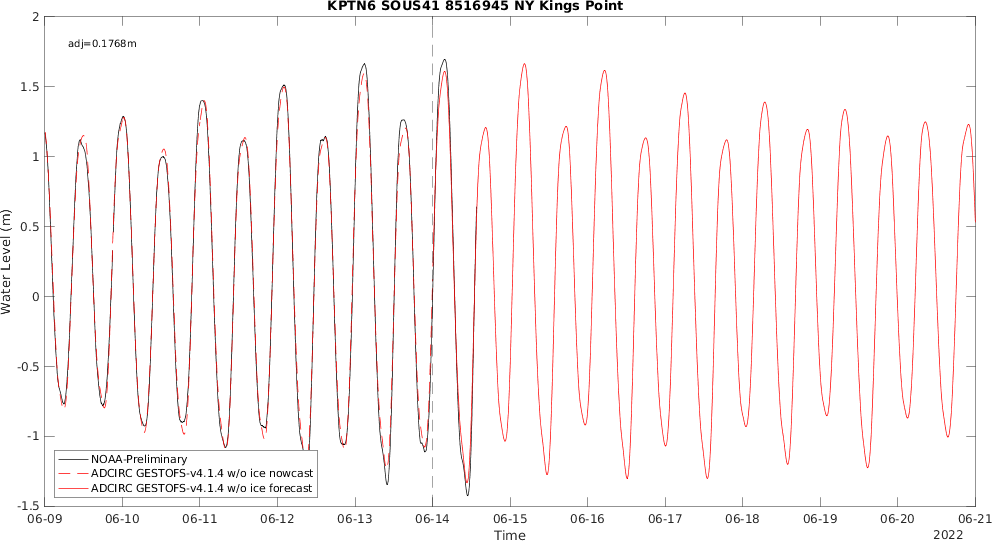 KPTN6 SOUS41 8516945 NY Kings Point
adj=0.1768m
2
1.5
1
0.5
0
-0.5
-1
-1.5
Water Level (m)
NOAA-Preliminary
ADCIRC GESTOFS-v4.1.4 w/o ice nowcast
ADCIRC GESTOFS-v4.1.4 w/o ice forecast
06-09 06-10 06-11 06-12 06-13 06-14 06-15 06-16 06-17 06-18 06-19 06-20 06-21
Time
2022